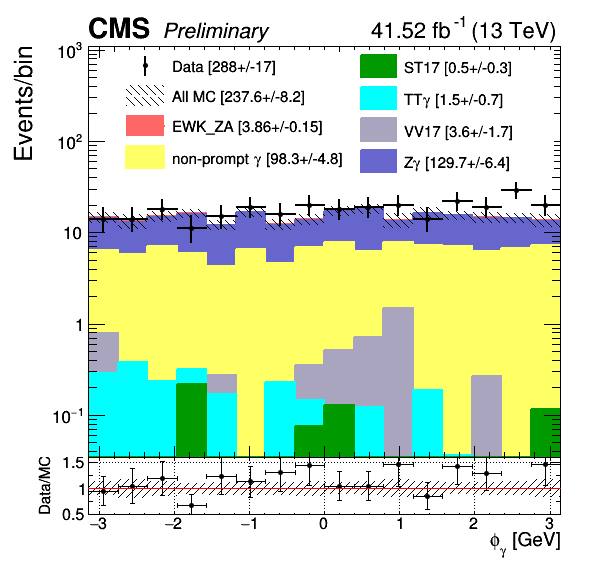 CMS Preliminary 41.52 fb⁻¹ (13 TeV)
Events/bin
10³
10²
10
1
10⁻¹
Data [288+/-17]
All MC [237.6+/-8.2]
EWK_ZA [3.86+/-0.15]
non-prompt γ [98.3+/-4.8]
ST17 [0.5+/-0.3]
TTγ [1.5+/-0.7]
VV17 [3.6+/-1.7]
Zγ [129.7+/-6.4]
Data/MC
1.5
1
0.5
−3 −2 −1 0 1 2 3
ϕγ [GeV]